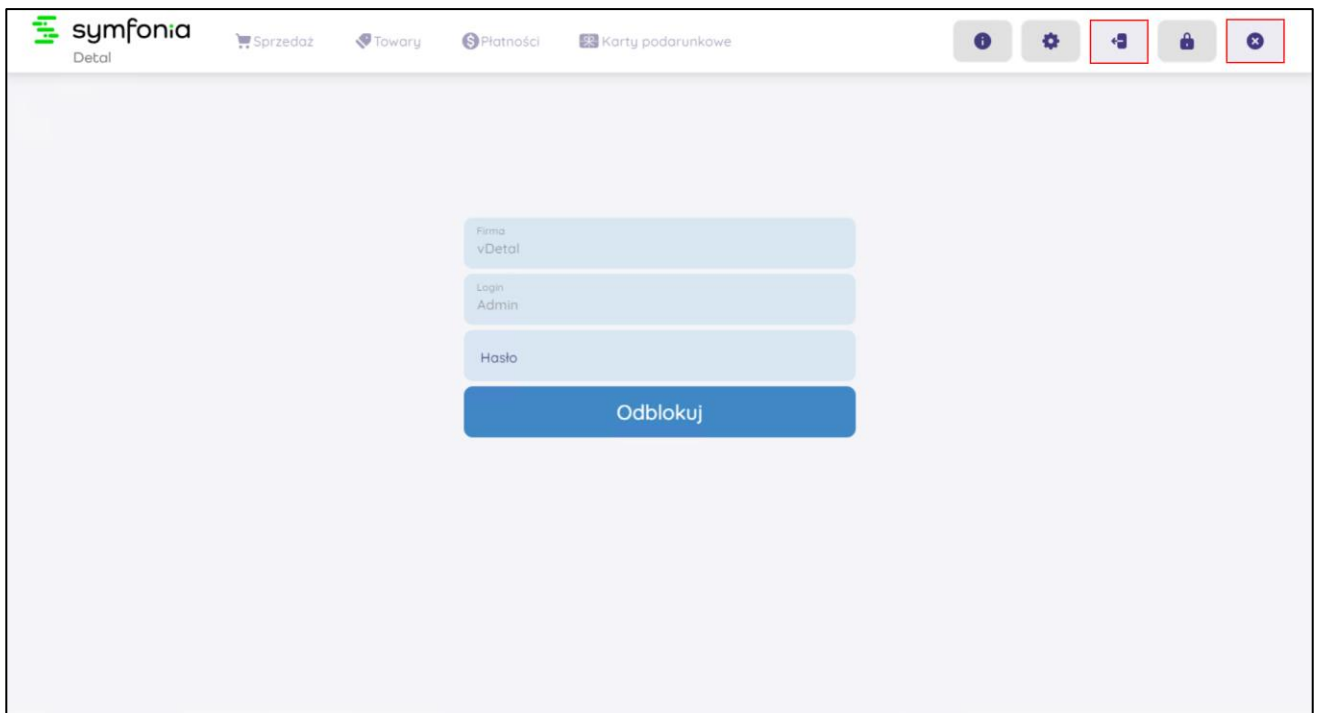 symfonia
Detal
Sprzedaż Towary Płatności Karty podarunkowe
Firma
vDetal
Login
Admin
Hasło
Odblokuj